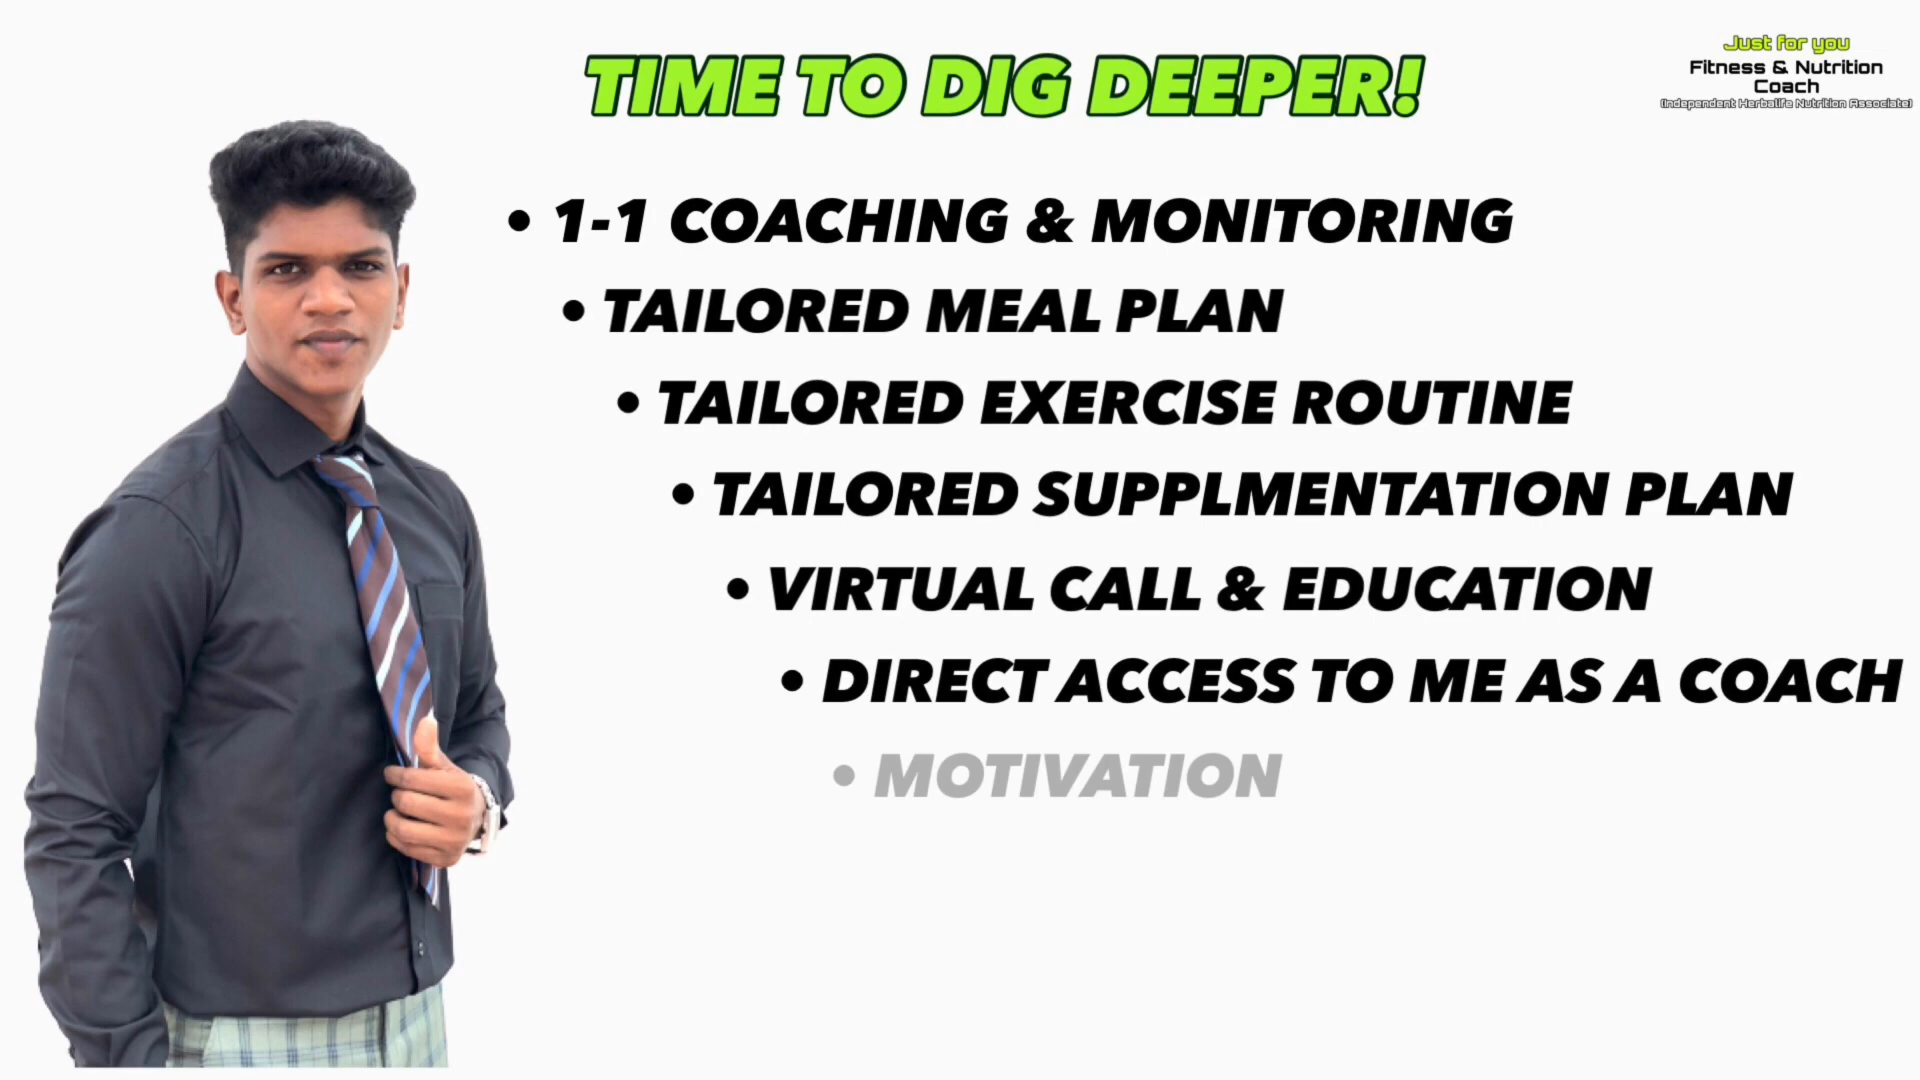 TIME TO DIG DEEPER!
Just for you
Fitness & Nutrition
Coach
(Independent Herbalife Nutrition Associate)
• 1-1 COACHING & MONITORING
• TAILORED MEAL PLAN
• TAILORED EXERCISE ROUTINE
• TAILORED SUPPLMENTATION PLAN
• VIRTUAL CALL & EDUCATION
• DIRECT ACCESS TO ME AS A COACH
• MOTIVATION